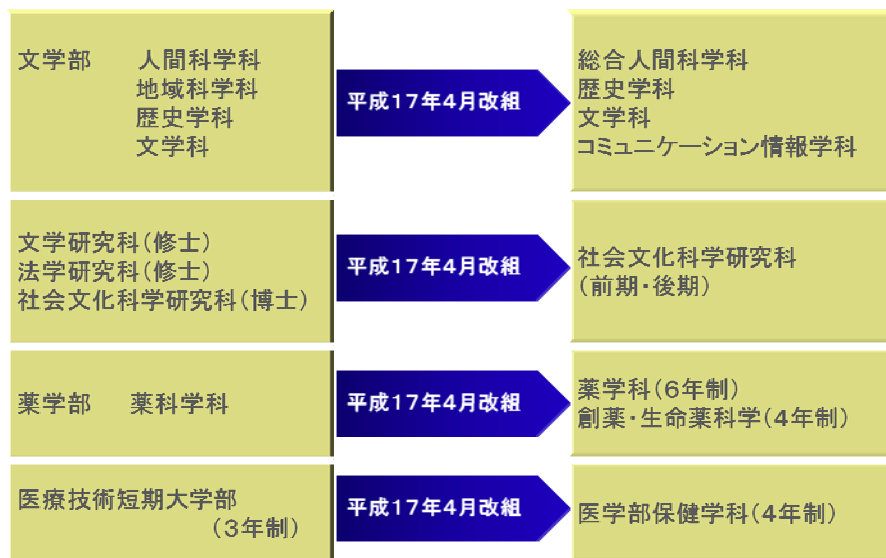 文学部　　人間科学科
地域科学科
歴史学科
文学科
平成17年4月改組
総合人間科学科
歴史学科
文学科
コミュニケーション情報学科
文学研究科(修士)
法学研究科(修士)
社会文化科学研究科(博士)
平成17年4月改組
社会文化科学研究科
(前期・後期)
薬学部　　薬科学科
平成17年4月改組
薬学科(6年制)
創薬・生命薬科学(4年制)
医療技術短期大学部
(3年制)
平成17年4月改組
医学部保健学科(4年制)